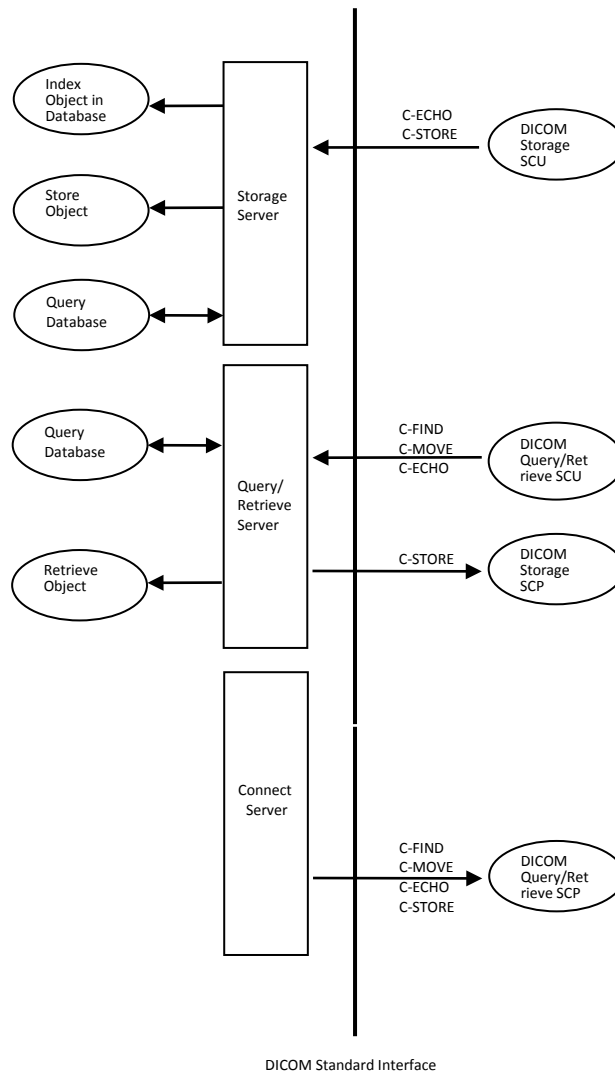 Index
Object in
Database
C-ECHO
C-STORE
DICOM
Storage
SCU
Store
Object
Storage
Server
Query
Database
Query
Database
C-FIND
C-MOVE
C-ECHO
DICOM
Query/Ret
rieve SCU
Query/
Retrieve
Server
Retrieve
Object
C-STORE
DICOM
Storage
SCP
Connect
Server
C-FIND
C-MOVE
C-ECHO
C-STORE
DICOM
Query/Ret
rieve SCP
DICOM Standard Interface